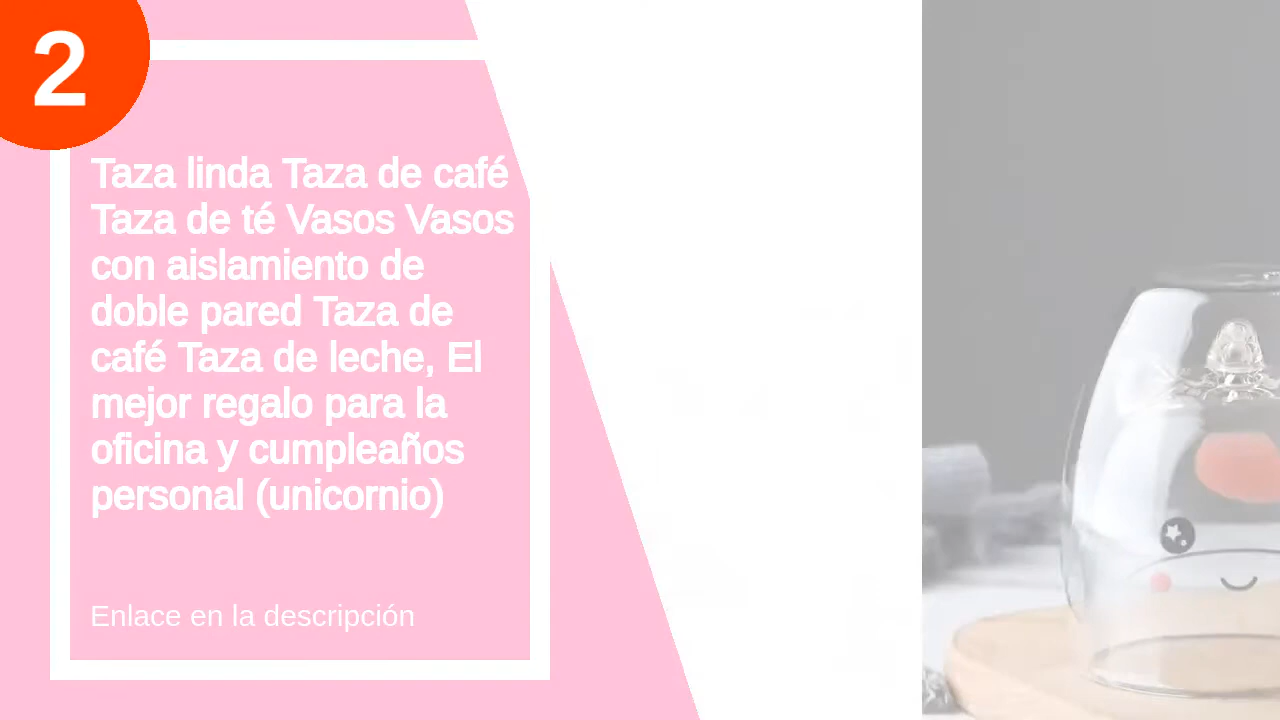 2
Taza linda Taza de café
Taza de té Vasos Vasos
con aislamiento de
doble pared Taza de
café Taza de leche, El
mejor regalo para la
oficina y cumpleaños
personal (unicornio)
Enlace en la descripción